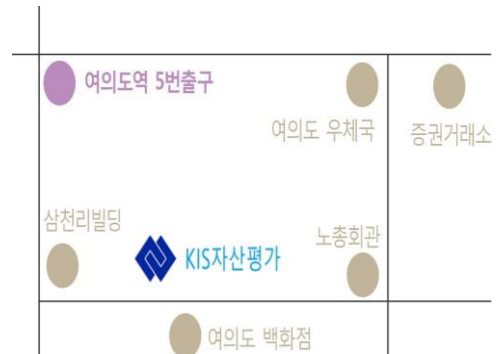 여의도역 5번출구
여의도 우체국
증권거래소
삼천리빌딩
노총회관
KIS자산평가
여의도 백화점